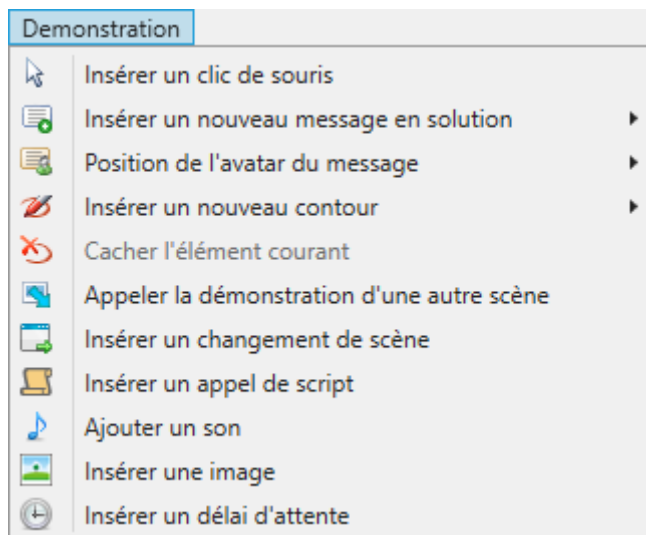 Demonstration
Insérer un clic de souris
Insérer un nouveau message en solution
Position de l'avatar du message
Insérer un nouveau contour
Cacher l'élément courant
Appeler la démonstration d'une autre scène
Insérer un changement de scène
Insérer un appel de script
Ajouter un son
Insérer une image
Insérer un délai d'attente